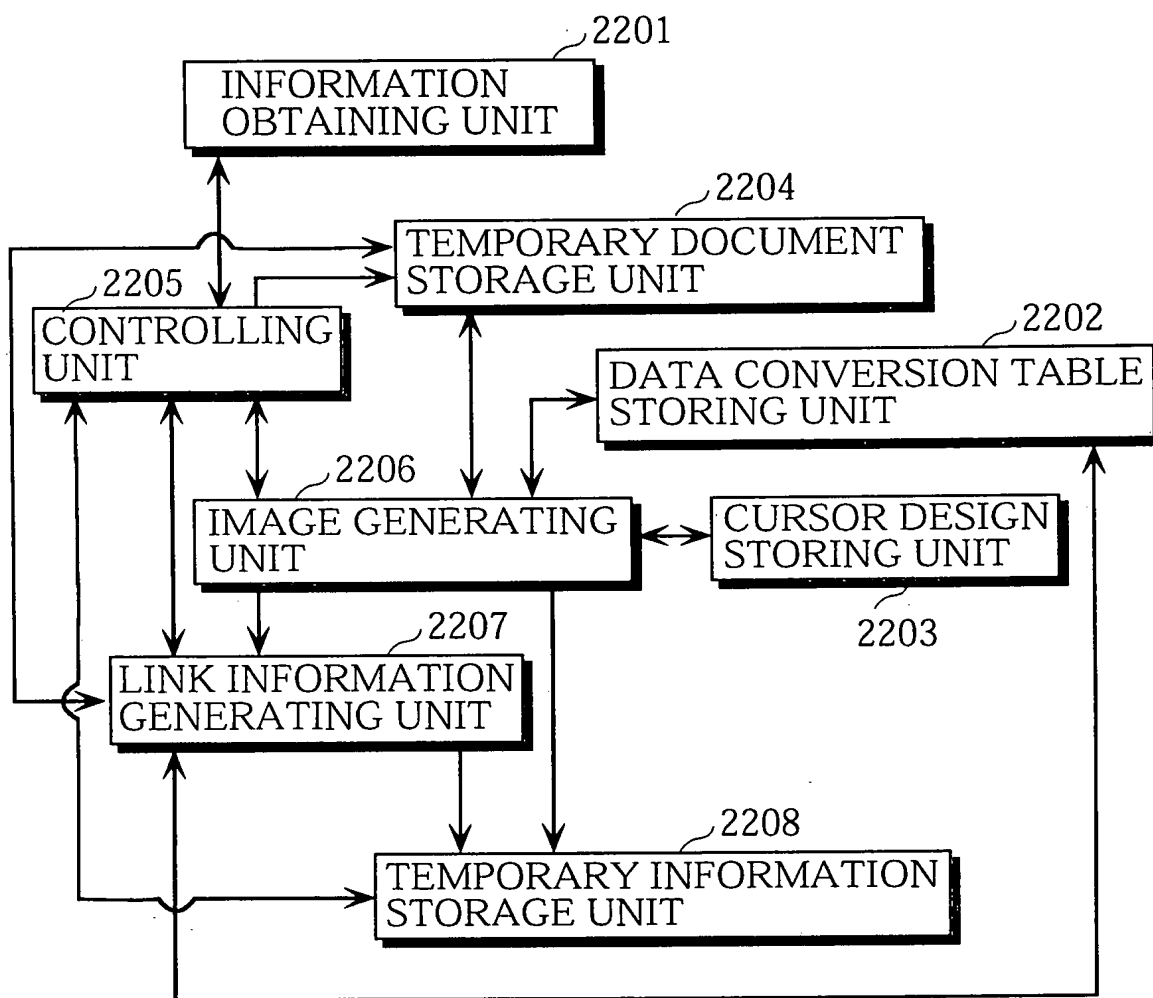 2201
INFORMATION
OBTAINING UNIT
2204
TEMPORARY DOCUMENT
STORAGE UNIT
2205
CONTROLLING
UNIT
2202
DATA CONVERSION TABLE
STORING UNIT
2206
IMAGE GENERATING
UNIT
CURSOR DESIGN
STORING UNIT
2203
2207
LINK INFORMATION
GENERATING UNIT
2208
TEMPORARY INFORMATION
STORAGE UNIT